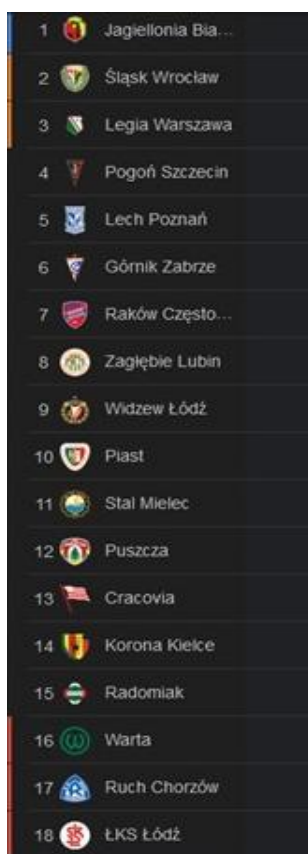 1 Jagiellonia Bia...
2 Śląsk Wrocław
3 Legia Warszawa
4 Pogoń Szczecin
5 Lech Poznań
6 Górnik Zabrze
7 Raków Często...
8 Zagłębie Lubin
9 Widzew Łódź
10 Piast
11 Stal Mielec
12 Puszcza
13 Cracovia
14 Korona Kielce
15 Radomiak
16 Warta
17 Ruch Chorzów
18 ŁKS Łódź